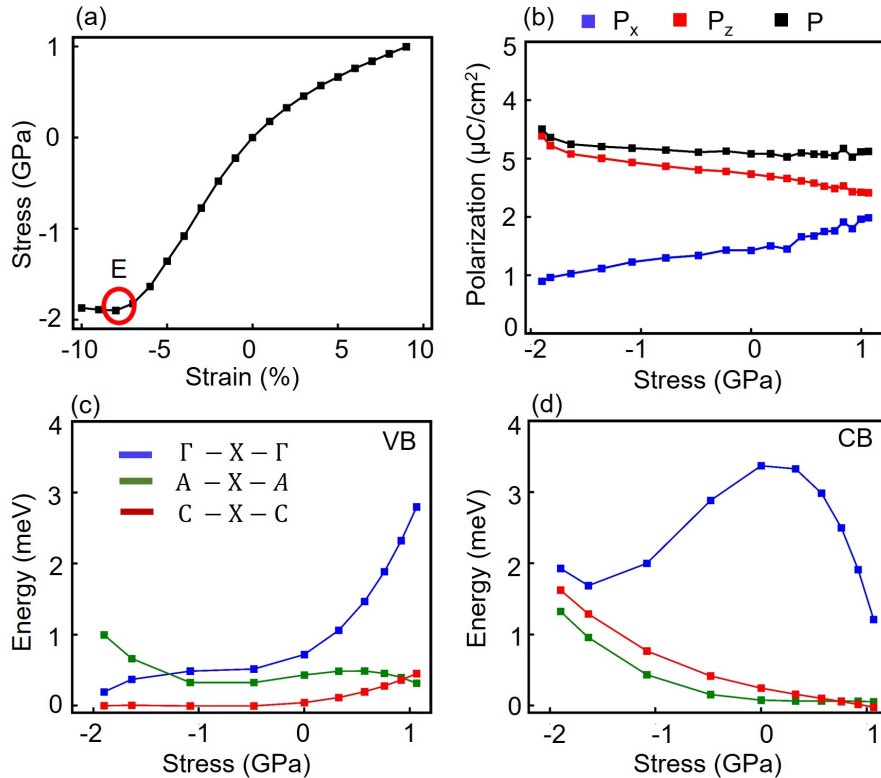 (a)
1
0
-1
-2
Stress (GPa)
E
-10 -5 0 5 10
Strain (%)
(b)
Px Pz P
5
4
5
2
1
0
Polarization (μC/cm²)
-2 -1 0 1
Stress (GPa)
(c)
VB
4
3
2
1
0
Energy (meV)
Γ – X – Γ
A – X – A
C – X – C
-2 -1 0 1
Stress (GPa)
(d)
CB
4
3
2
1
0
Energy (meV)
-2 -1 0 1
Stress (GPa)